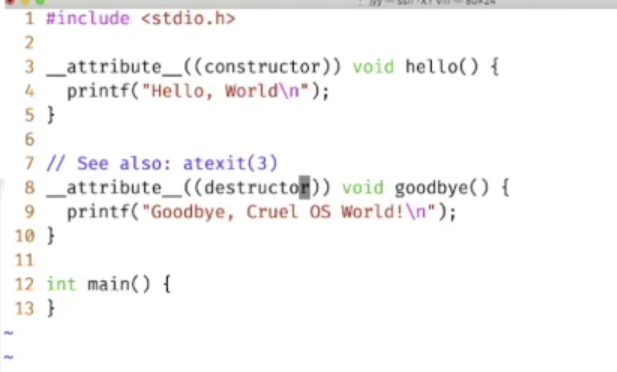 1 #include <stdio.h>
2
3 __attribute__((constructor)) void hello() {
4   printf("Hello, World\n");
5 }
6
7 // See also: atexit(3)
8 __attribute__((destructor)) void goodbye() {
9   printf("Goodbye, Cruel OS World!\n");
10 }
11
12 int main() {
13 }
~
~